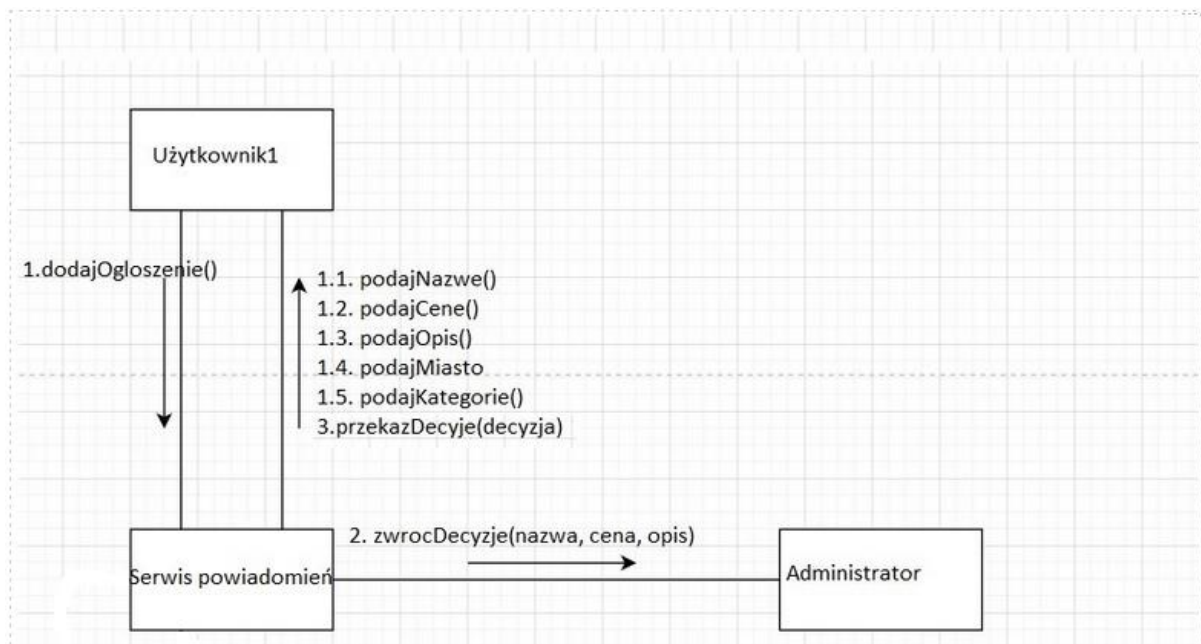 Użytkownik1
1.dodajOgloszenie()
1.1. podajNazwe()
1.2. podajCene()
1.3. podajOpis()
1.4. podajMiasto
1.5. podajKategorie()
3.przekazDecyje(decyzja)
2. zwrocDecyzje(nazwa, cena, opis)
Serwis powiadomień
Administrator